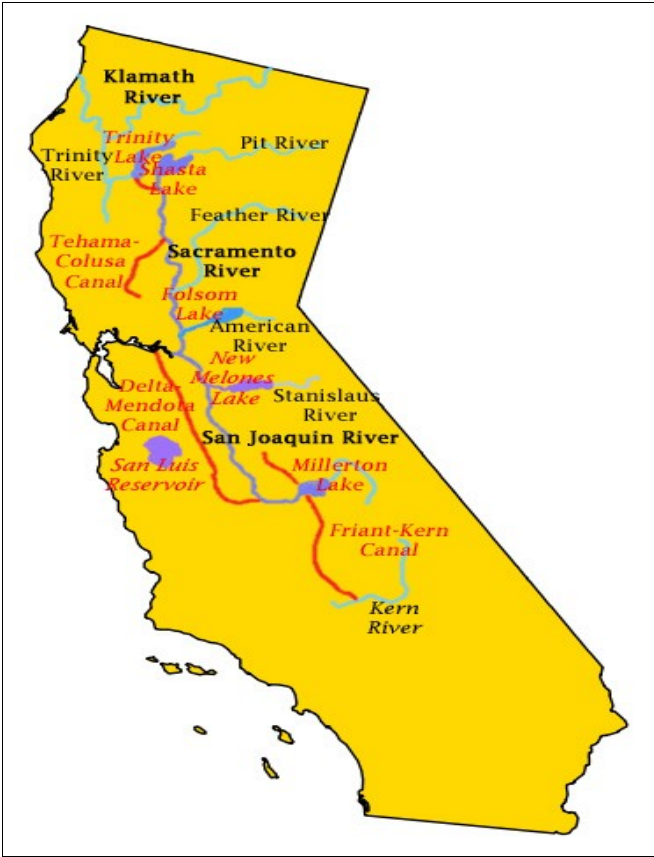 Klamath
River
Trinity
Lake
Pit River
Trinity
River
Shasta
Lake
Feather River
Tehama-
Colusa
Canal
Sacramento
River
Folsom
Lake
American
River
New
Melones
Lake
Delta-
Mendota
Canal
Stanislaus
River
San Joaquin River
San Luis
Reservoir
Millerton
Lake
Friant-Kern
Canal
Kern
River